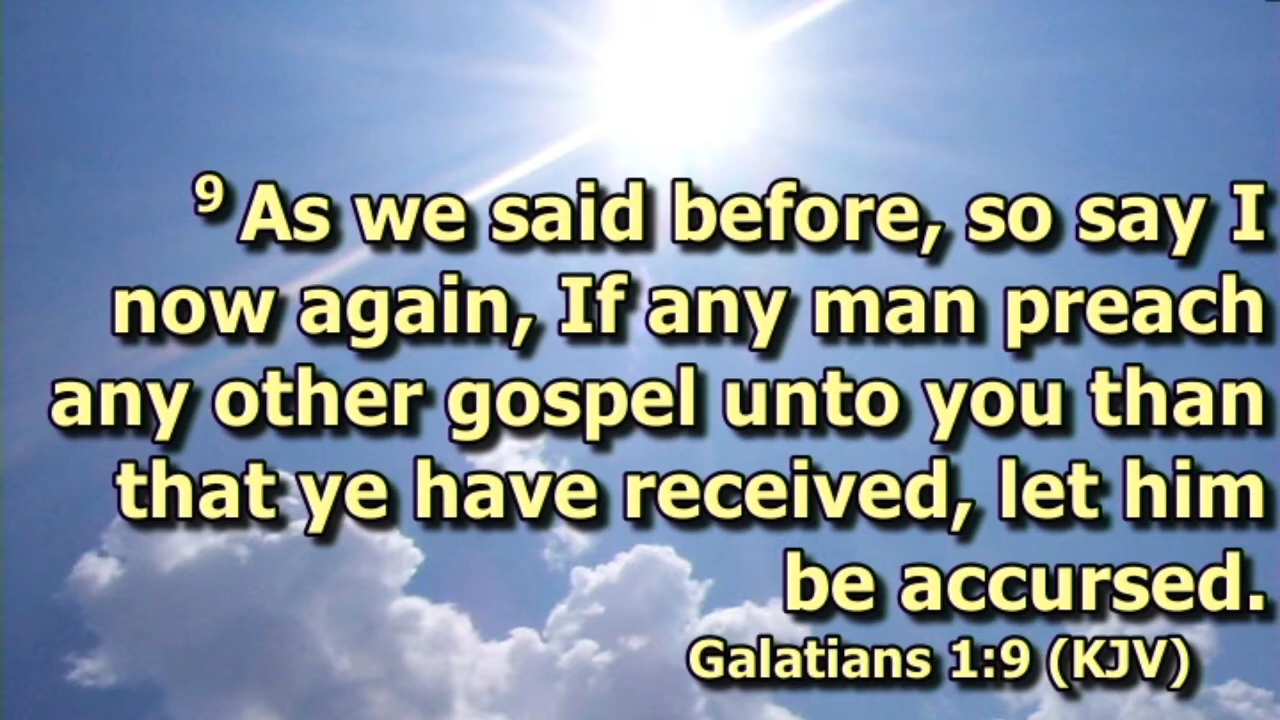 9 As we said before, so say I
now again, If any man preach
any other gospel unto you than
that ye have received, let him
be accursed.
Galatians 1:9 (KJV)